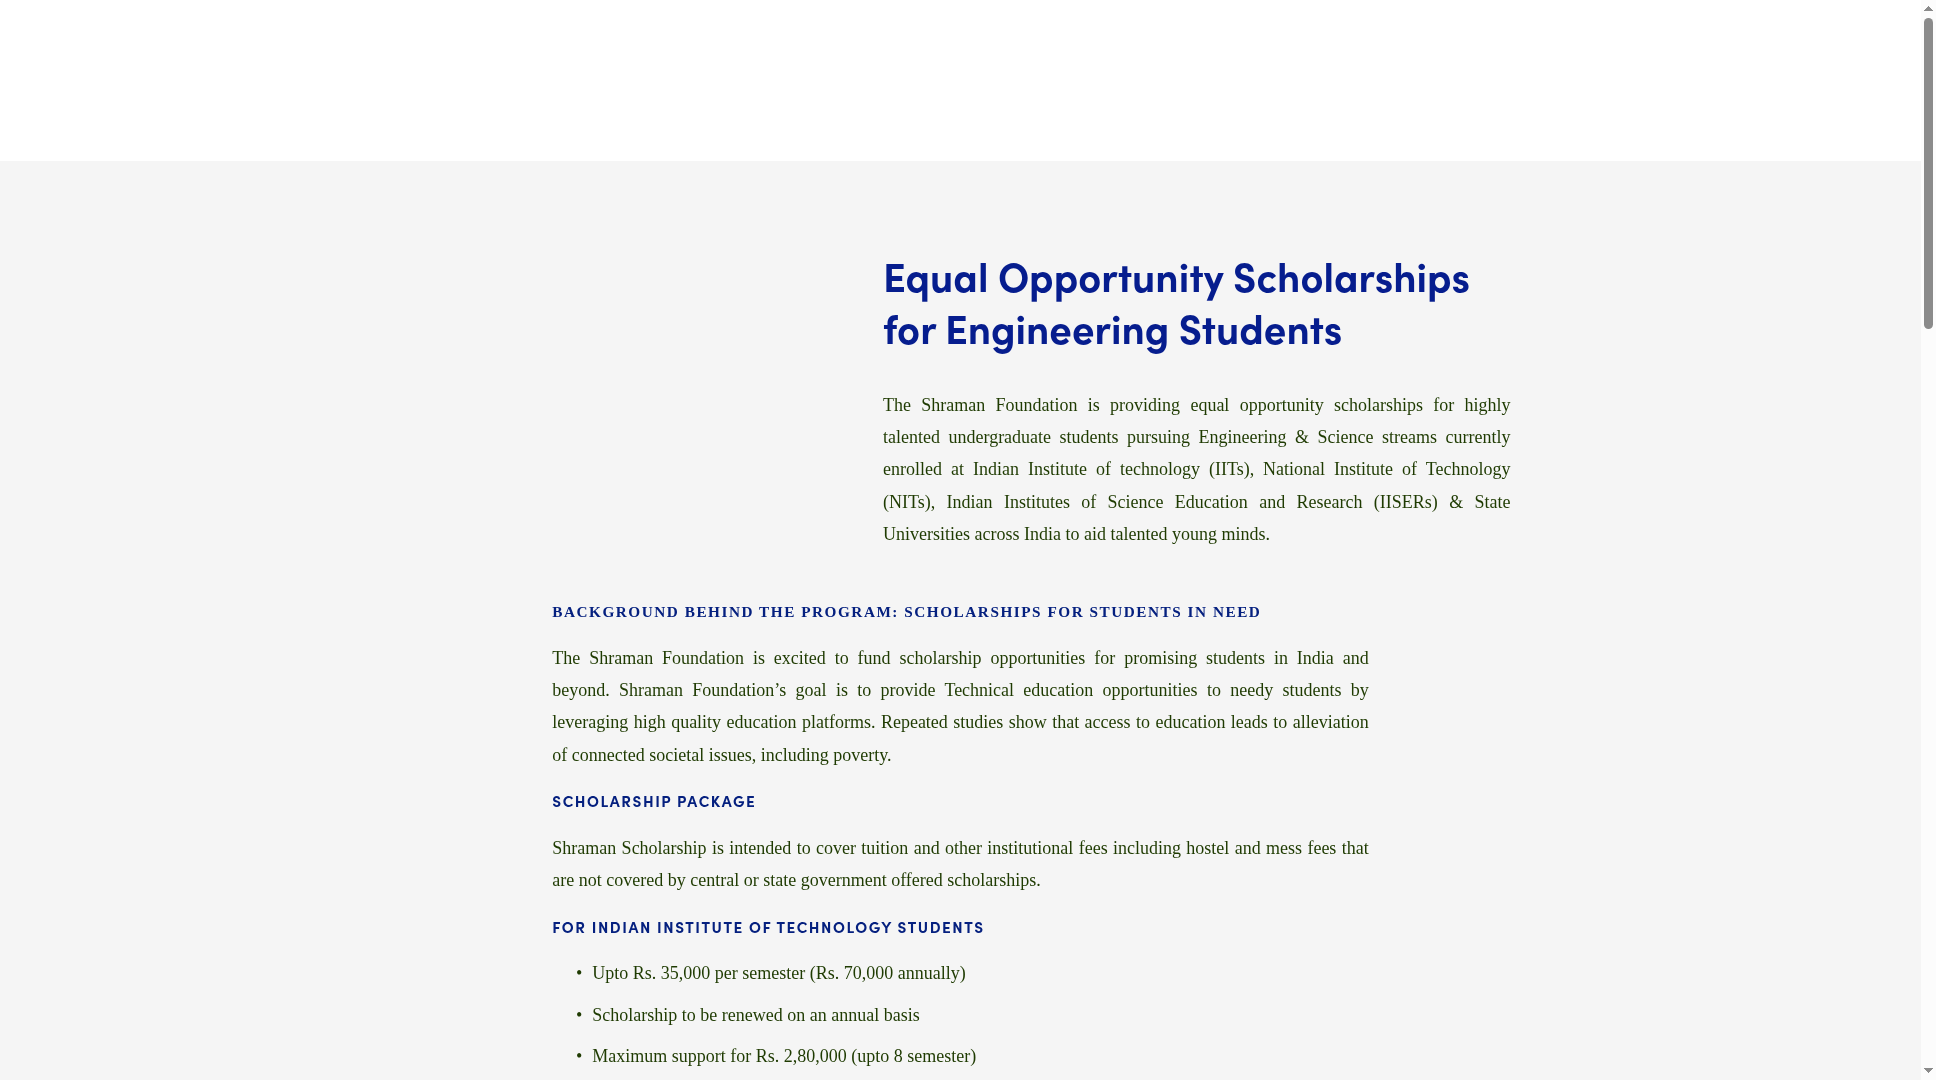 Equal Opportunity Scholarships
for Engineering Students
The Shraman Foundation is providing equal opportunity scholarships for highly
talented undergraduate students pursuing Engineering & Science streams currently
enrolled at Indian Institute of technology (IITs), National Institute of Technology
(NITs), Indian Institutes of Science Education and Research (IISERs) & State
Universities across India to aid talented young minds.
BACKGROUND BEHIND THE PROGRAM: SCHOLARSHIPS FOR STUDENTS IN NEED
The Shraman Foundation is excited to fund scholarship opportunities for promising students in India and
beyond. Shraman Foundation’s goal is to provide Technical education opportunities to needy students by
leveraging high quality education platforms. Repeated studies show that access to education leads to alleviation
of connected societal issues, including poverty.
SCHOLARSHIP PACKAGE
Shraman Scholarship is intended to cover tuition and other institutional fees including hostel and mess fees that
are not covered by central or state government offered scholarships.
FOR INDIAN INSTITUTE OF TECHNOLOGY STUDENTS
• Upto Rs. 35,000 per semester (Rs. 70,000 annually)
• Scholarship to be renewed on an annual basis
• Maximum support for Rs. 2,80,000 (upto 8 semester)